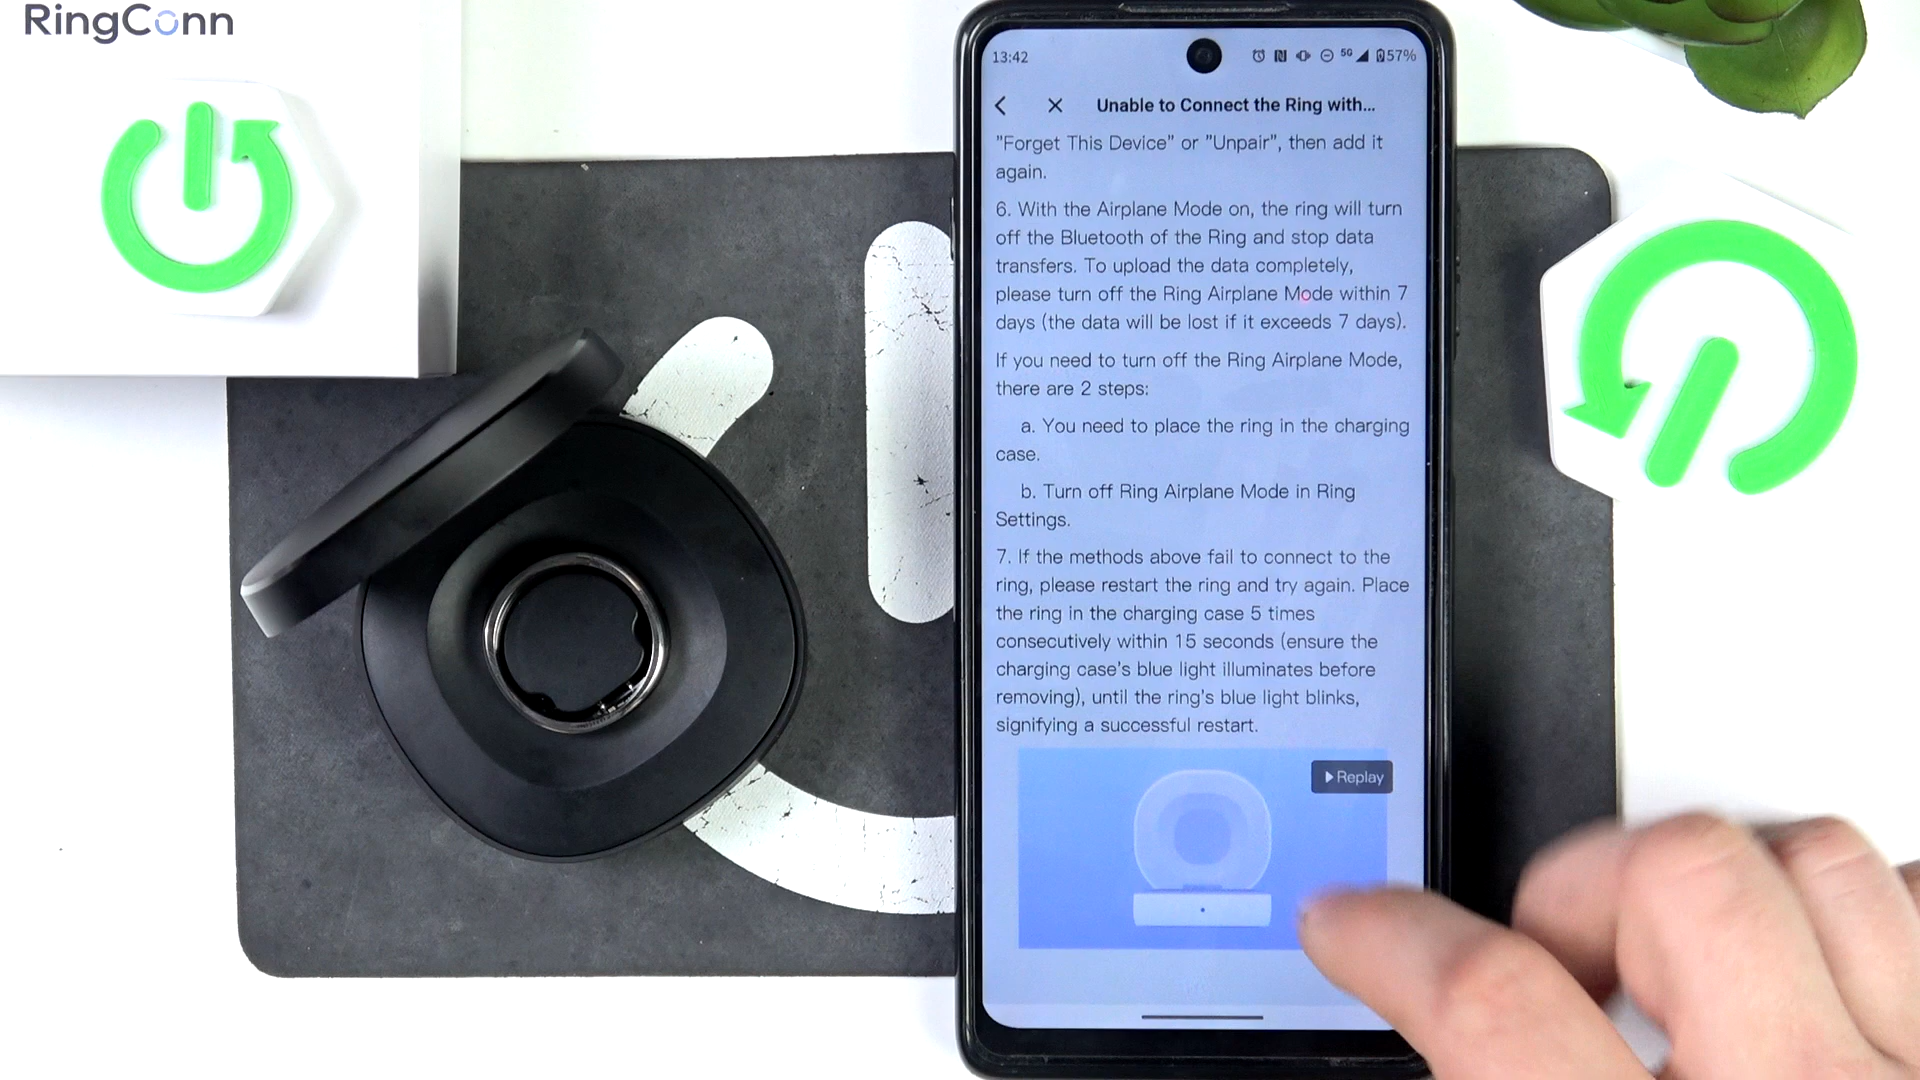 RingConn
13:42
5G
57%
Unable to Connect the Ring with...
"Forget This Device" or "Unpair", then add it
again.
6. With the Airplane Mode on, the ring will turn
off the Bluetooth of the Ring and stop data
transfers. To upload the data completely,
please turn off the Ring Airplane Mode within 7
days (the data will be lost if it exceeds 7 days).
If you need to turn off the Ring Airplane Mode,
there are 2 steps:
a. You need to place the ring in the charging
case.
b. Turn off Ring Airplane Mode in Ring
Settings.
7. If the methods above fail to connect to the
ring, please restart the ring and try again. Place
the ring in the charging case 5 times
consecutively within 15 seconds (ensure the
charging case's blue light illuminates before
removing), until the ring's blue light blinks,
signifying a successful restart.
Replay